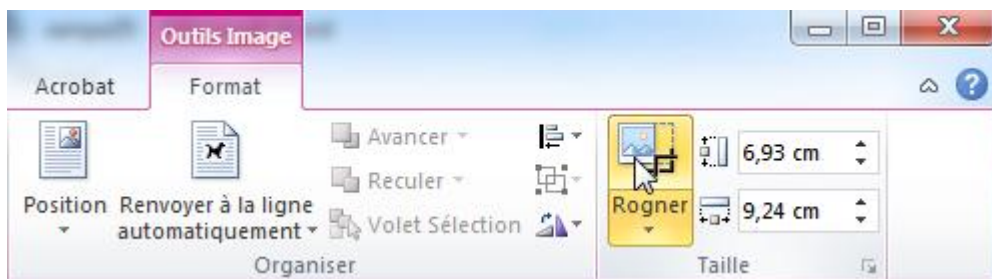 Outils Image
Acrobat
Format
Position
Renvoyer à la ligne
automatiquement
Avancer
Reculer
Volet Sélection
Organiser
Rogner
6,93 cm
9,24 cm
Taille